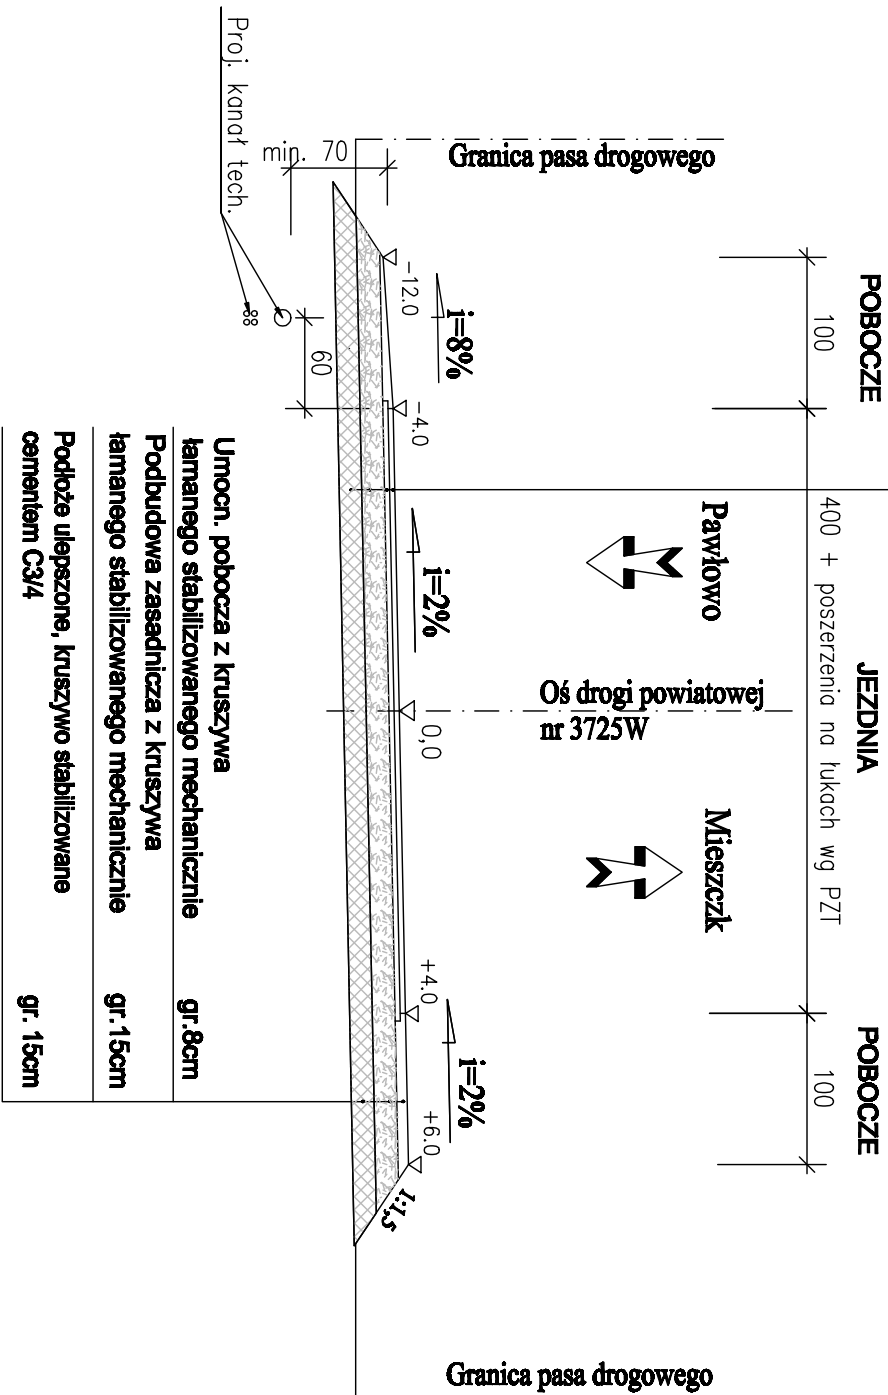 POBOCZE
JEZDNIA
POBOCZE
100
400 + poszerzenia na łukach wg PZT
100
Pawłowo
Mieszczk
Granica pasa drogowego
Oś drogi powiatowej
nr 3725W
Granica pasa drogowego
i=8%
i=2%
i=2%
-12.0
-4.0
0,0
+4.0
+6.0
1:1,5
min. 70
60
Proj. kanał tech.
Umocn. pobocza z kruszywa
łamanego stabilizowanego mechanicznie gr.8cm
Podbudowa zasadnicza z kruszywa
łamanego stabilizowanego mechanicznie gr.15cm
Podłoże ulepszone, kruszywo stabilizowane
cementem C3/4 gr. 15cm